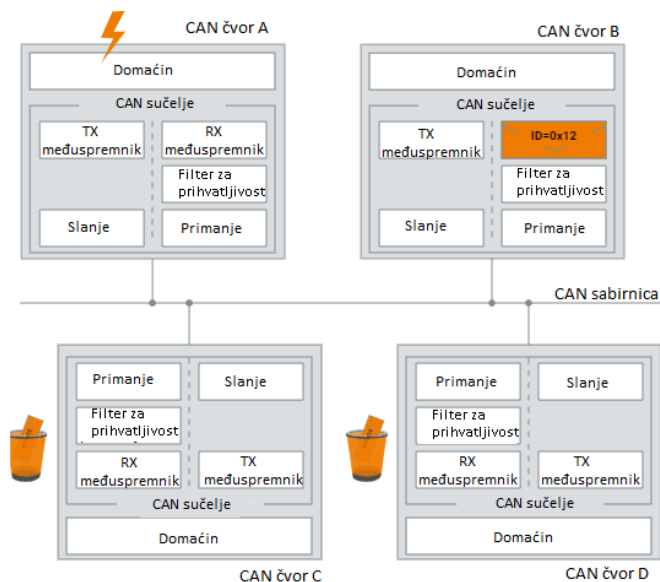 CAN čvor A
Domaćin
CAN sučelje
TX
međuspremnik
RX
međuspremnik
Filter za
prihvatljivost
Slanje
Primanje
CAN čvor B
Domaćin
CAN sučelje
TX
međuspremnik
ID=0x12
Filter za
prihvatljivost
Slanje
Primanje
CAN sabirnica
Primanje
Slanje
Filter za
prihvatljivost
RX
međuspremnik
TX
međuspremnik
CAN sučelje
Domaćin
CAN čvor C
Primanje
Slanje
Filter za
prihvatljivost
RX
međuspremnik
TX
međuspremnik
CAN sučelje
Domaćin
CAN čvor D